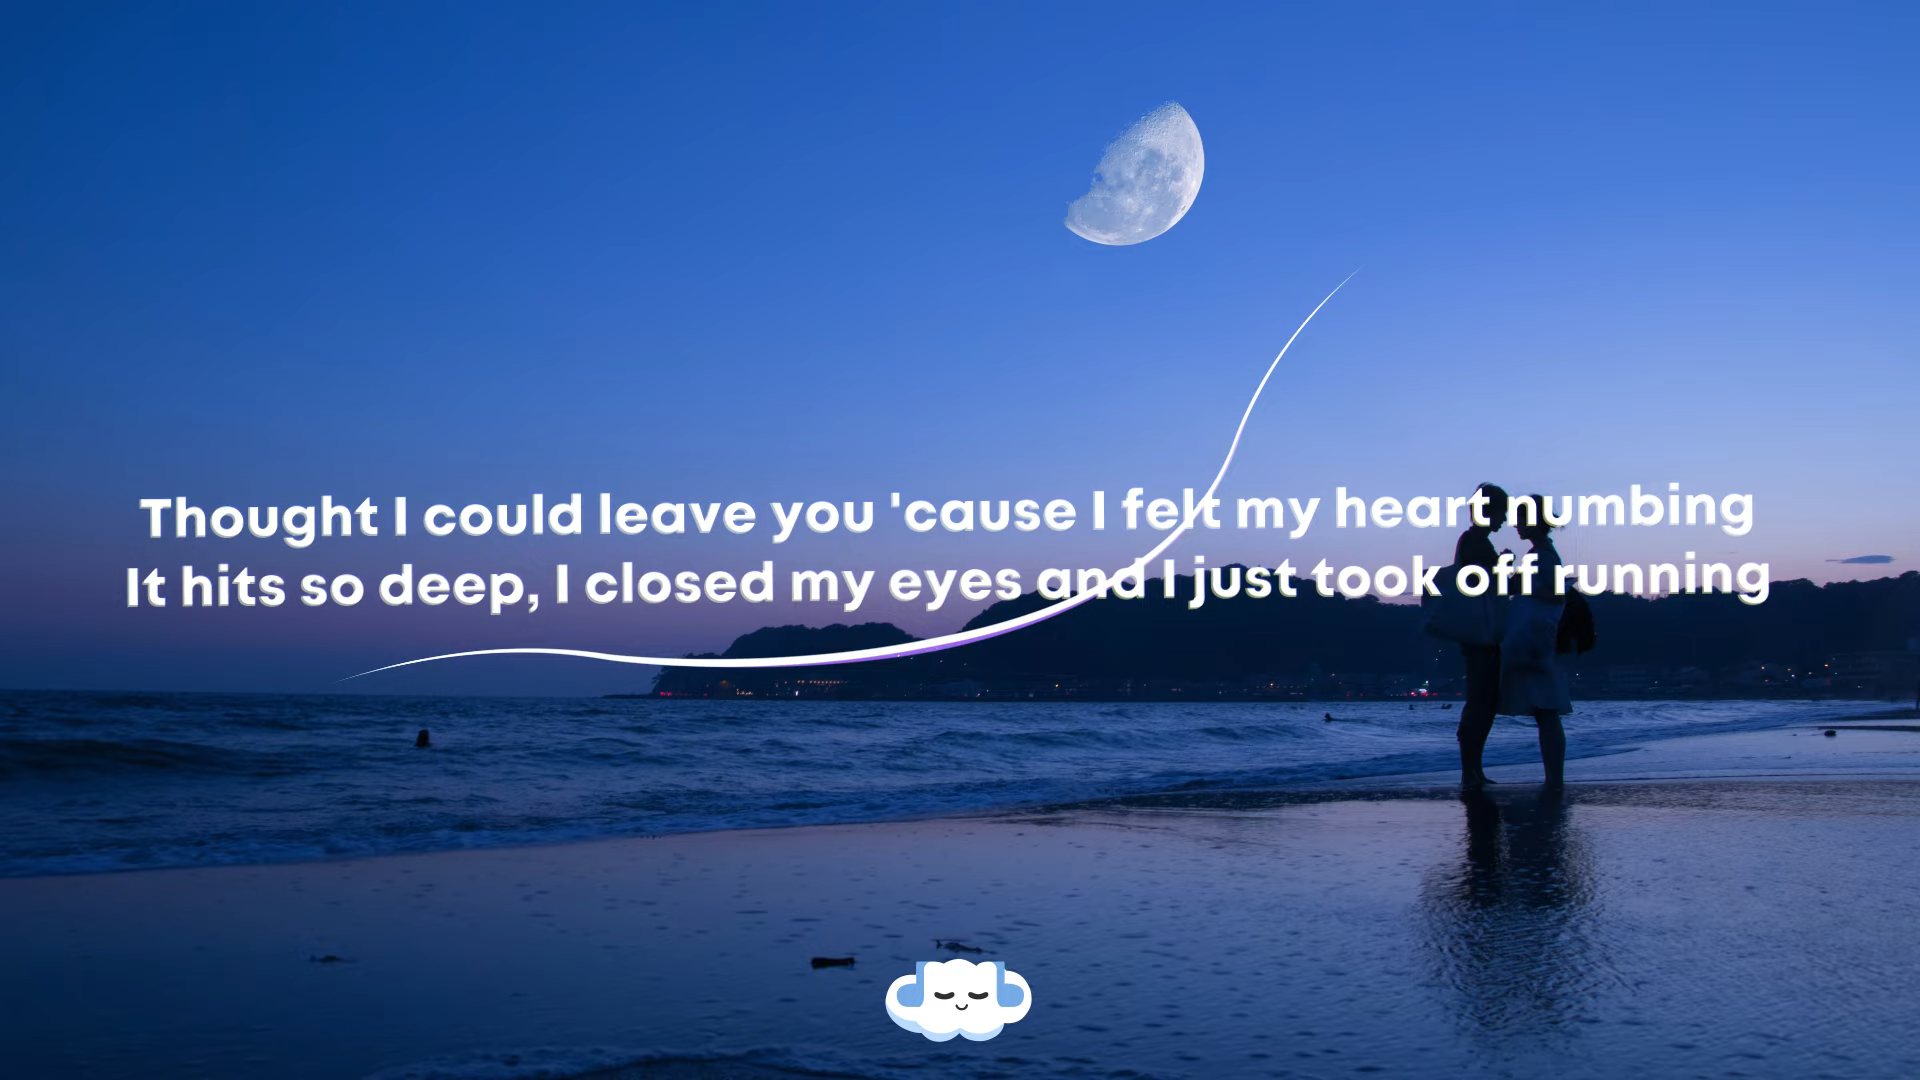 Thought I could leave you 'cause I felt my heart numbing
It hits so deep, I closed my eyes and I just took off running